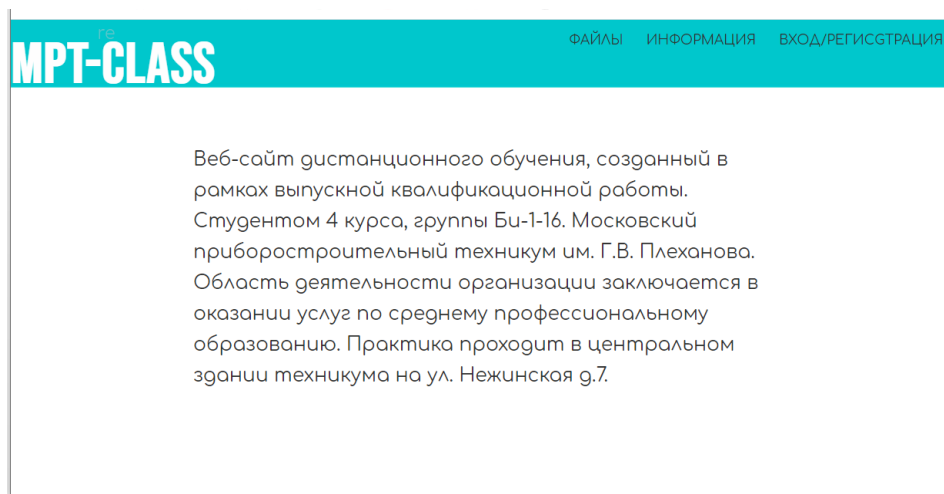 re
MPT-CLASS
ФАЙЛЫ ИНФОРМАЦИЯ ВХОД/РЕГИСGТРАЦИЯ
Веб-сайт дистанционного обучения, созданный в
рамках выпускной квалификационной работы.
Студентом 4 курса, группы Би-1-16. Московский
приборостроительный техникум им. Г.В. Плеханова.
Область деятельности организации заключается в
оказании услуг по среднему профессиональному
образованию. Практика проходит в центральном
здании техникума на ул. Нежинская д.7.